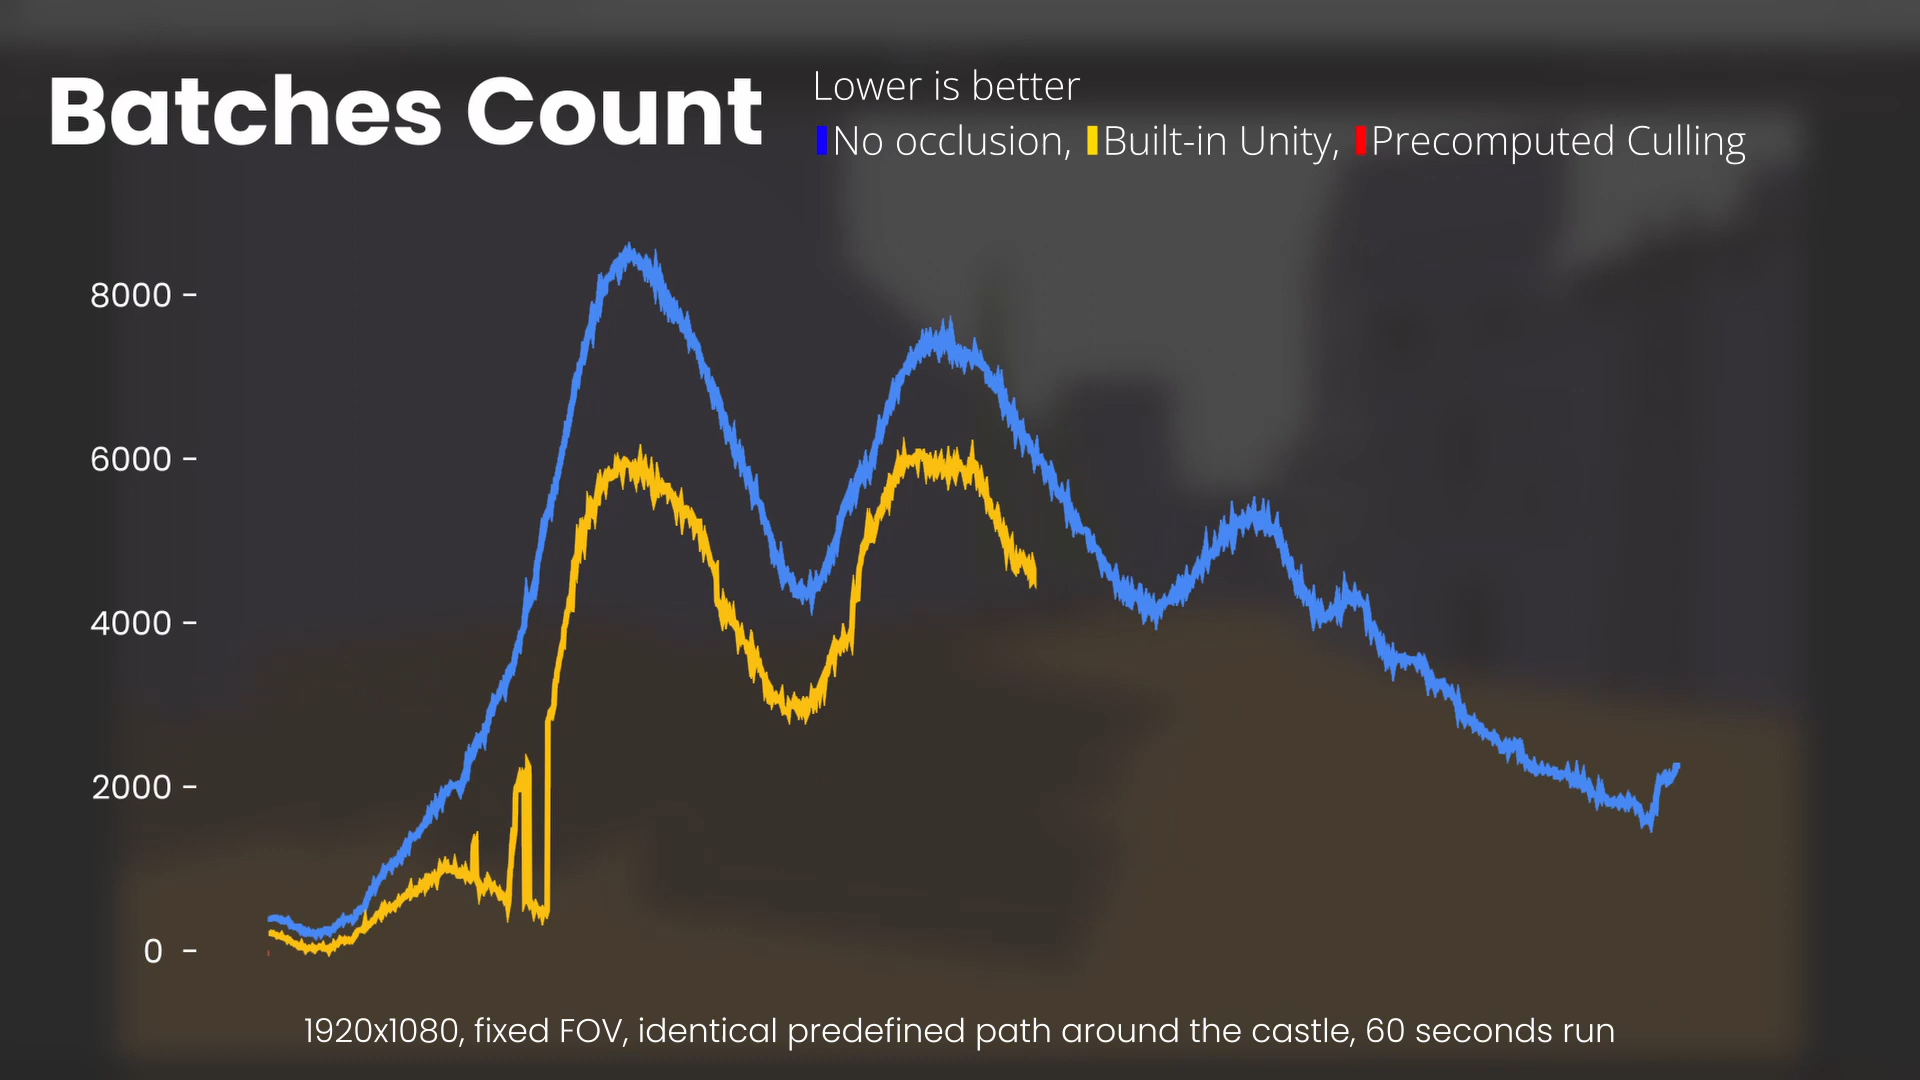 Batches Count
Lower is better
No occlusion, Built-in Unity, Precomputed Culling
8000
6000
4000
2000
0
1920x1080, fixed FOV, identical predefined path around the castle, 60 seconds run